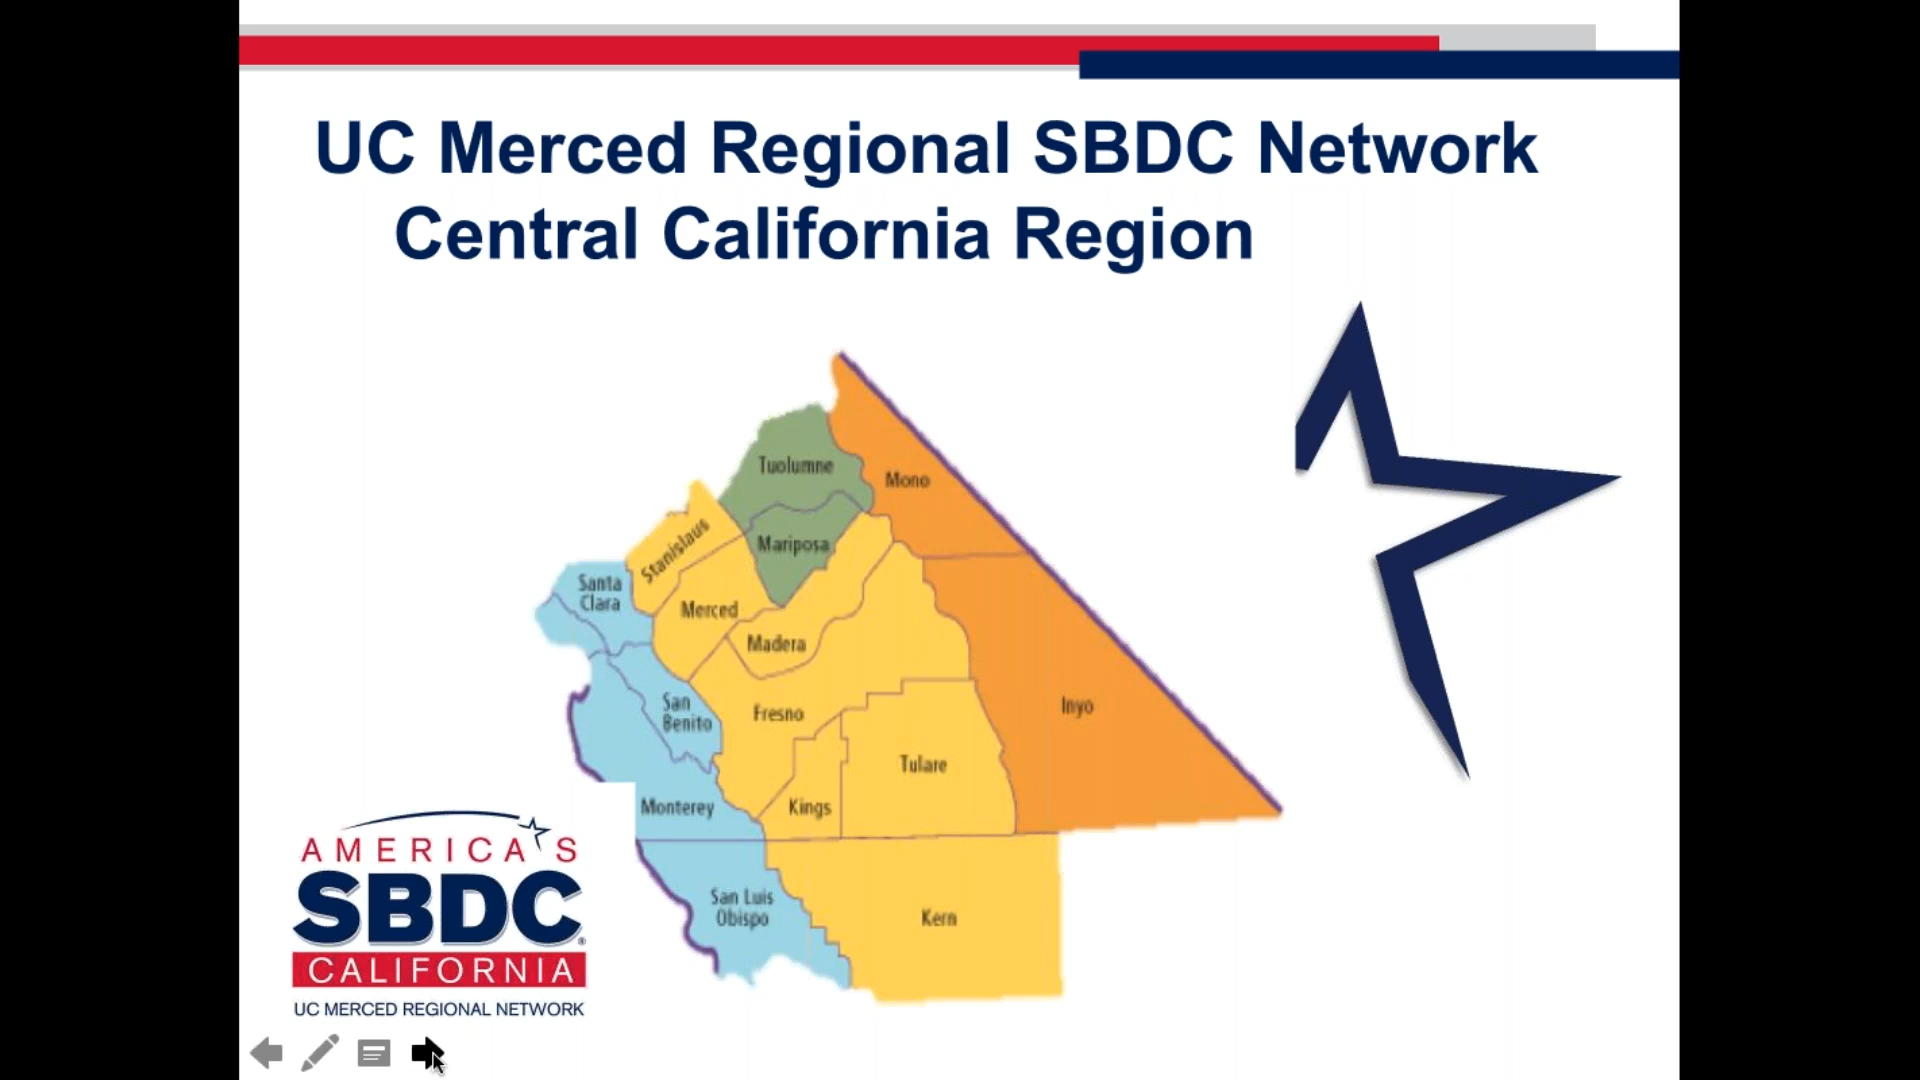 UC Merced Regional SBDC Network
Central California Region
Tuolumne
Mono
Stanislaus
Mariposa
Santa
Clara
Merced
Madera
San
Benito
Fresno
Inyo
Tulare
Monterey
Kings
San Luis
Obispo
Kern
AMERICA'S
SBDC®
CALIFORNIA
UC MERCED REGIONAL NETWORK